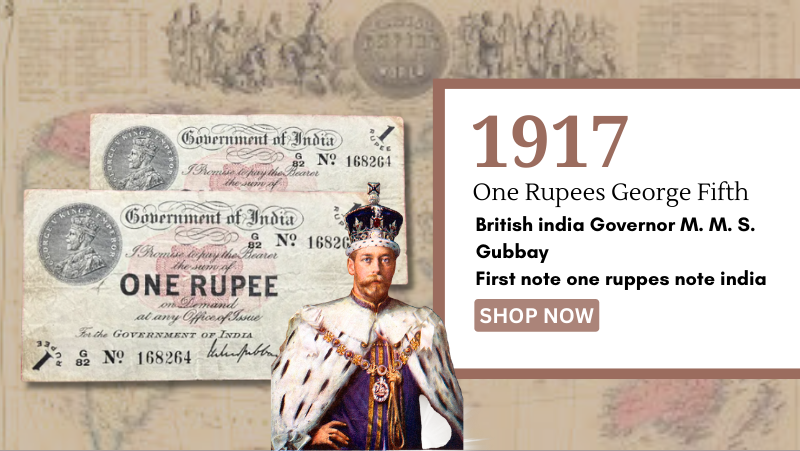 EMPIRE
WORLD
Government of India
1
RUPEE
G
82
Nº 168264
I Promise to pay the Bearer
the sum of
Government of India
G
82
Nº 1682
I Promise to pay the Bearer
the sum of
ONE RUPEE
on Demand
at any Office of Issue
For the GOVERNMENT OF INDIA
1
G
82
Nº 168264
1917
One Rupees George Fifth
British india Governor M. M. S.
Gubbay
First note one ruppes note india
SHOP NOW